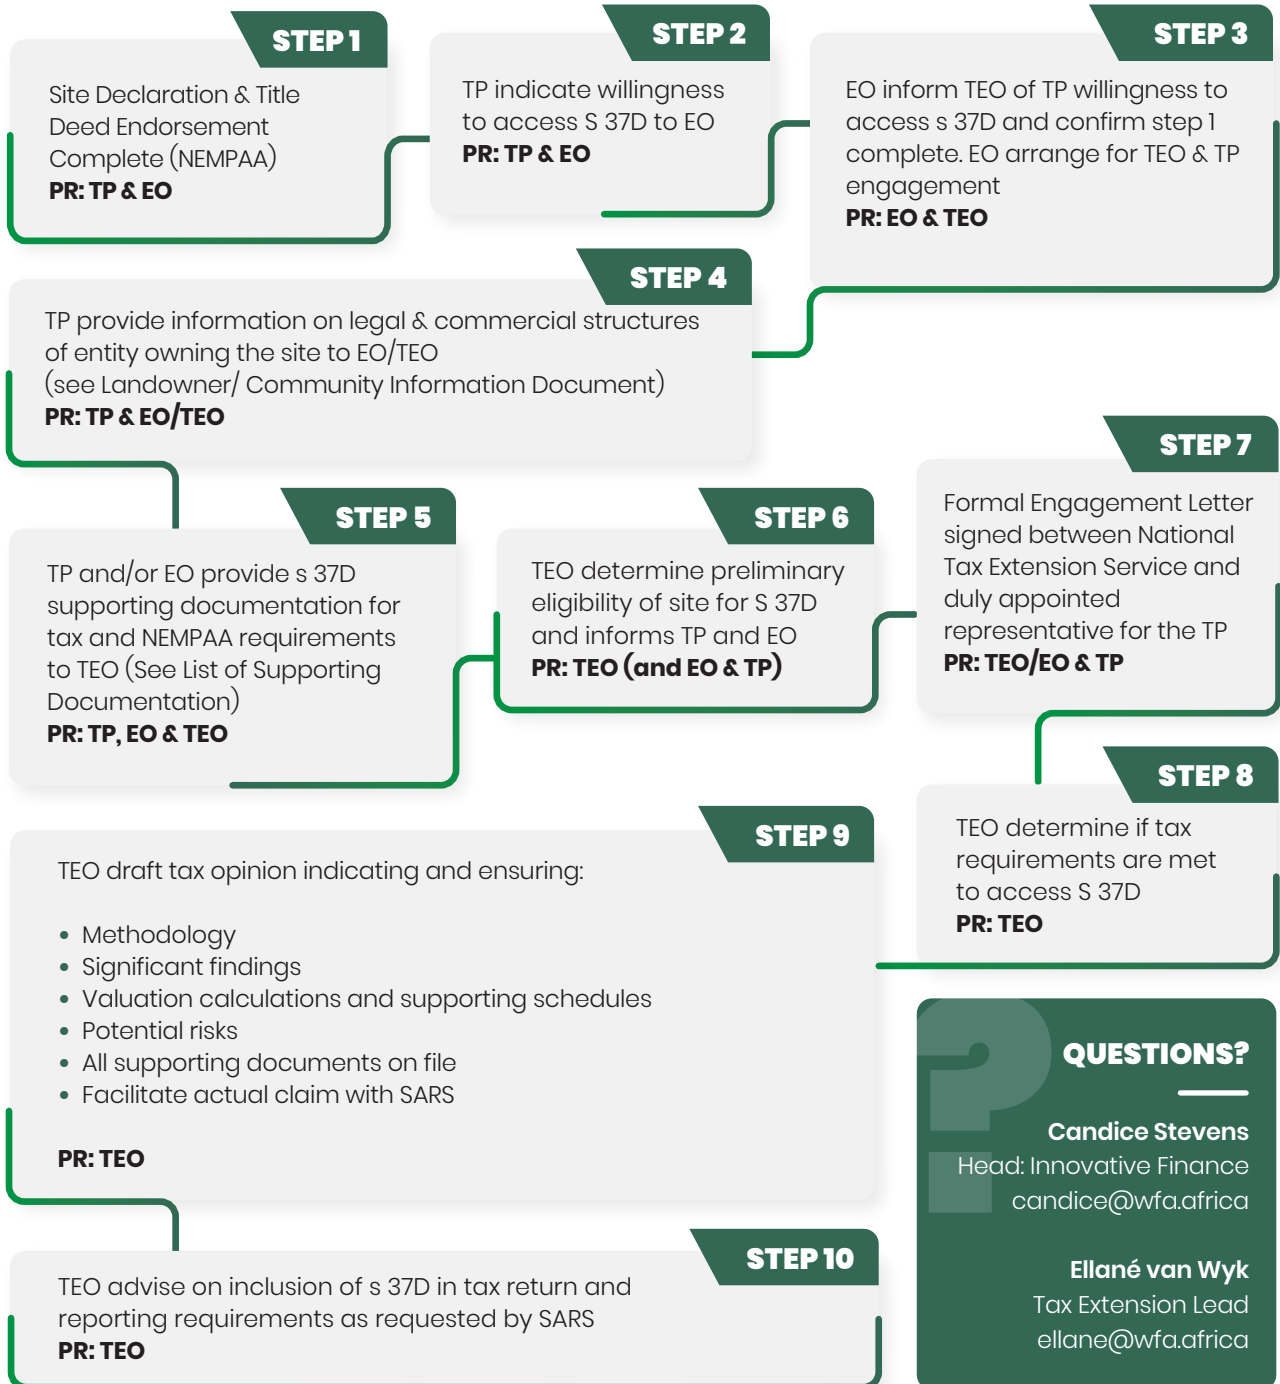 STEP 1
Site Declaration & Title
Deed Endorsement
Complete (NEMPAA)
PR: TP & EO
STEP 2
TP indicate willingness
to access S 37D to EO
PR: TP & EO
STEP 3
EO inform TEO of TP willingness to
access s 37D and confirm step 1
complete. EO arrange for TEO & TP
engagement
PR: EO & TEO
STEP 4
TP provide information on legal & commercial structures
of entity owning the site to EO/TEO
(see Landowner/ Community Information Document)
PR: TP & EO/TEO
STEP 5
TP and/or EO provide s 37D
supporting documentation for
tax and NEMPAA requirements
to TEO (See List of Supporting
Documentation)
PR: TP, EO & TEO
STEP 6
TEO determine preliminary
eligibility of site for S 37D
and informs TP and EO
PR: TEO (and EO & TP)
STEP 7
Formal Engagement Letter
signed between National
Tax Extension Service and
duly appointed
representative for the TP
PR: TEO/EO & TP
STEP 8
TEO determine if tax
requirements are met
to access S 37D
PR: TEO
STEP 9
TEO draft tax opinion indicating and ensuring:
• Methodology
• Significant findings
• Valuation calculations and supporting schedules
• Potential risks
• All supporting documents on file
• Facilitate actual claim with SARS
PR: TEO
STEP 10
TEO advise on inclusion of s 37D in tax return and
reporting requirements as requested by SARS
PR: TEO
?
QUESTIONS?
Candice Stevens
Head: Innovative Finance
candice@wfa.africa
Ellané van Wyk
Tax Extension Lead
ellane@wfa.africa